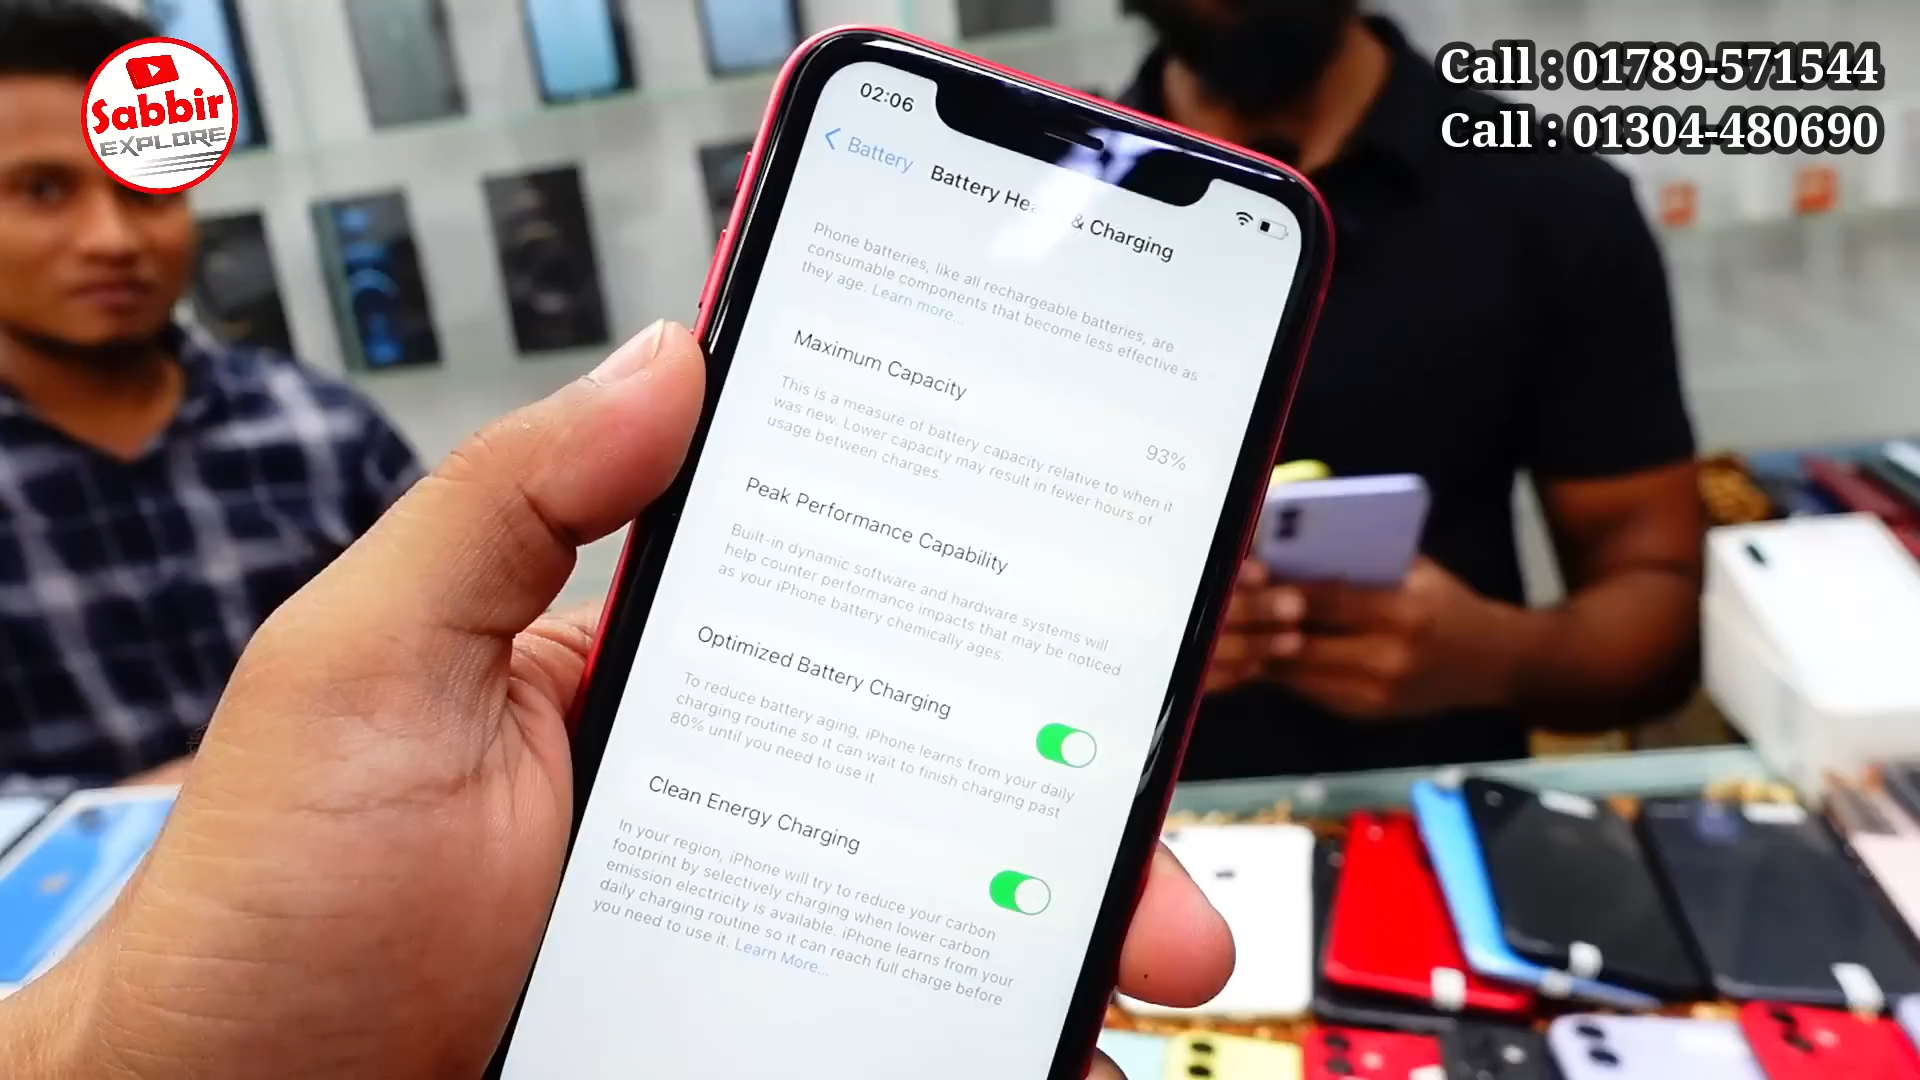 Sabbir
EXPLORE
Call : 01789-571544
Call : 01304-480690
02:06
Battery
Battery He & Charging
Phone batteries, like all rechargeable batteries, are
consumable components that become less effective as
they age. Learn more...
Maximum Capacity
93%
This is a measure of battery capacity relative to when it
was new. Lower capacity may result in fewer hours of
usage between charges.
Peak Performance Capability
Built-in dynamic software and hardware systems will
help counter performance impacts that may be noticed
as your iPhone battery chemically ages.
Optimized Battery Charging
To reduce battery aging, iPhone learns from your daily
charging routine so it can wait to finish charging past
80% until you need to use it.
Clean Energy Charging
In your region, iPhone will try to reduce your carbon
footprint by selectively charging when lower carbon
emission electricity is available. iPhone learns from your
daily charging routine so it can reach full charge before
you need to use it. Learn More...